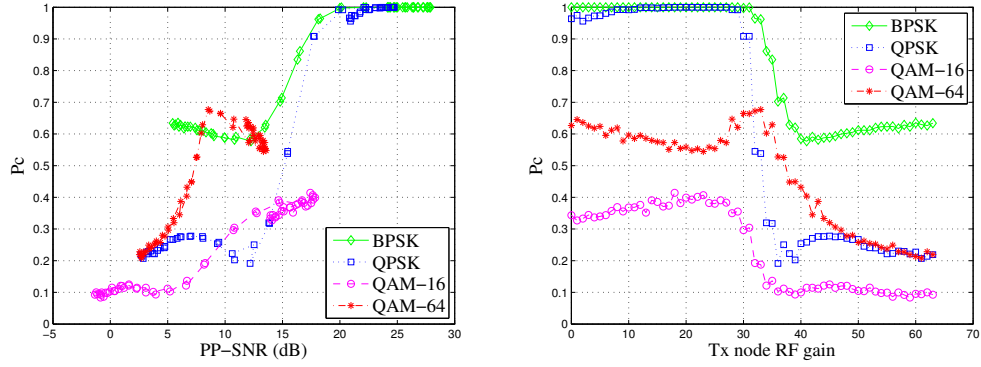 1
0.9
0.8
0.7
0.6
0.5
0.4
0.3
0.2
0.1
0
Pc
−5 0 5 10 15 20 25 30
PP−SNR (dB)
BPSK
QPSK
QAM−16
QAM−64
1
0.9
0.8
0.7
0.6
0.5
0.4
0.3
0.2
0.1
0
Pc
0 10 20 30 40 50 60 70
Tx node RF gain
BPSK
QPSK
QAM−16
QAM−64